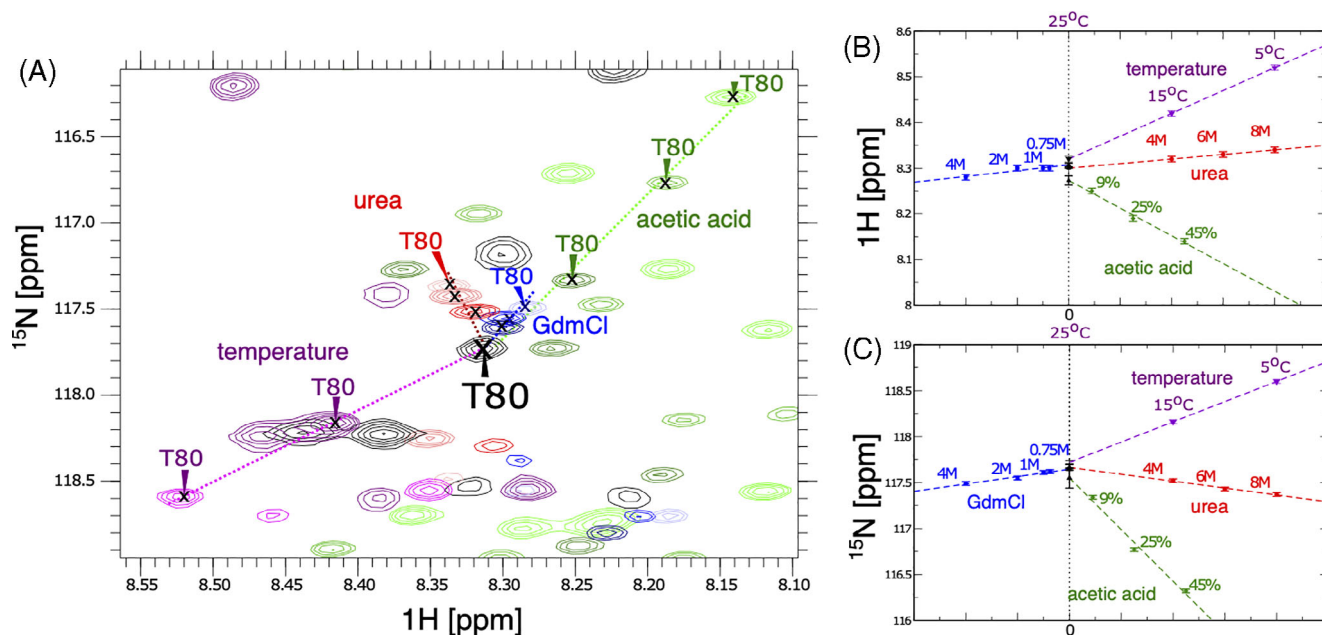 (A)
116.5
117.0
117.5
118.0
118.5
15N [ppm]
8.55
8.50
8.45
8.40
8.35
8.30
8.25
8.20
8.15
8.10
1H [ppm]
T80
T80
acetic acid
T80
urea
T80
T80
GdmCl
T80
temperature
T80
T80
(B)
25°C
8.6
8.5
8.4
8.3
8.2
8.1
8
1H [ppm]
temperature
5°C
15°C
4M
2M
1M
0.75M
4M
6M
8M
urea
9%
25%
45%
acetic acid
0
(C)
25°C
119
118.5
118
117.5
117
116.5
116
15N [ppm]
temperature
5°C
15°C
4M
2M
1M
0.75M
GdmCl
4M
6M
8M
urea
9%
25%
45%
acetic acid
0